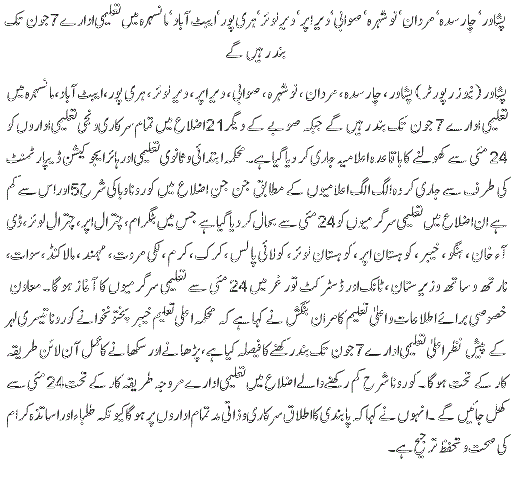 پشاور، چارسدہ، مردان، نوشہرہ، صوابی، دیر اپر، دیر لوئر، ہری پور، ایبٹ آباد، مانسہرہ میں تعلیمی ادارے 7 جون تک
بند رہیں گے
پشاور (نیوز رپورٹر) پشاور، چارسدہ، مردان، نوشہرہ، صوابی، دیر اپر، دیر لوئر، ہری پور، ایبٹ آباد، مانسہرہ میں
تعلیمی ادارے 7 جون تک بند رہیں گے جبکہ صوبے کے دیگر 21 اضلاع میں تمام سرکاری و نجی تعلیمی اداروں کو
24 مئی سے کھولنے کا باقاعدہ اعلامیہ جاری کر دیا گیا ہے۔ محکمہ ابتدائی و ثانوی تعلیم اور ہائر ایجوکیشن ڈیپارٹمنٹ
کی طرف سے جاری کردہ الگ الگ اعلامیوں کے مطابق جن جن اضلاع میں کورونا وبا کی شرح 5 اور اس سے کم
ہے ان اضلاع میں تعلیمی سرگرمیوں کو 24 مئی سے بحال کر دیا گیا ہے جس میں بٹگرام، چترال اپر، چترال لوئر، ڈی
آئی خان، ہنگو، خیبر، کوہستان اپر، کوہستان لوئر، کولائی پالس، کرک، کرم، لکی مروت، مہمند، مالاکنڈ، سوات،
نارتھ و ساؤتھ وزیرستان، ٹانک اور ڈسٹرکٹ تورغر میں 24 مئی سے تعلیمی سرگرمیوں کا آغاز ہو گا۔ معاون
خصوصی برائے اطلاعات و اعلیٰ تعلیم کامران بنگش نے کہا ہے کہ محکمہ اعلیٰ تعلیم خیبر پختونخوا نے کورونا تیسری لہر
کے پیش نظر اعلیٰ تعلیمی ادارے 7 جون تک بند رکھنے کا فیصلہ کیا ہے، پڑھانے اور سکھانے کا عمل آن لائن طریقہ
کار کے تحت ہو گا۔ کورونا شرح کم رکھنے والے اضلاع میں تعلیمی ادارے مروجہ طریقہ کار کے تحت 24 مئی سے
کھل جائیں گے۔ انہوں نے کہا کہ پابندی کا اطلاق سرکاری و ذاتی تمام اداروں پر ہو گا کیونکہ طلباء اور اساتذہ کرام
کی صحت و تحفظ ترجیح ہے۔